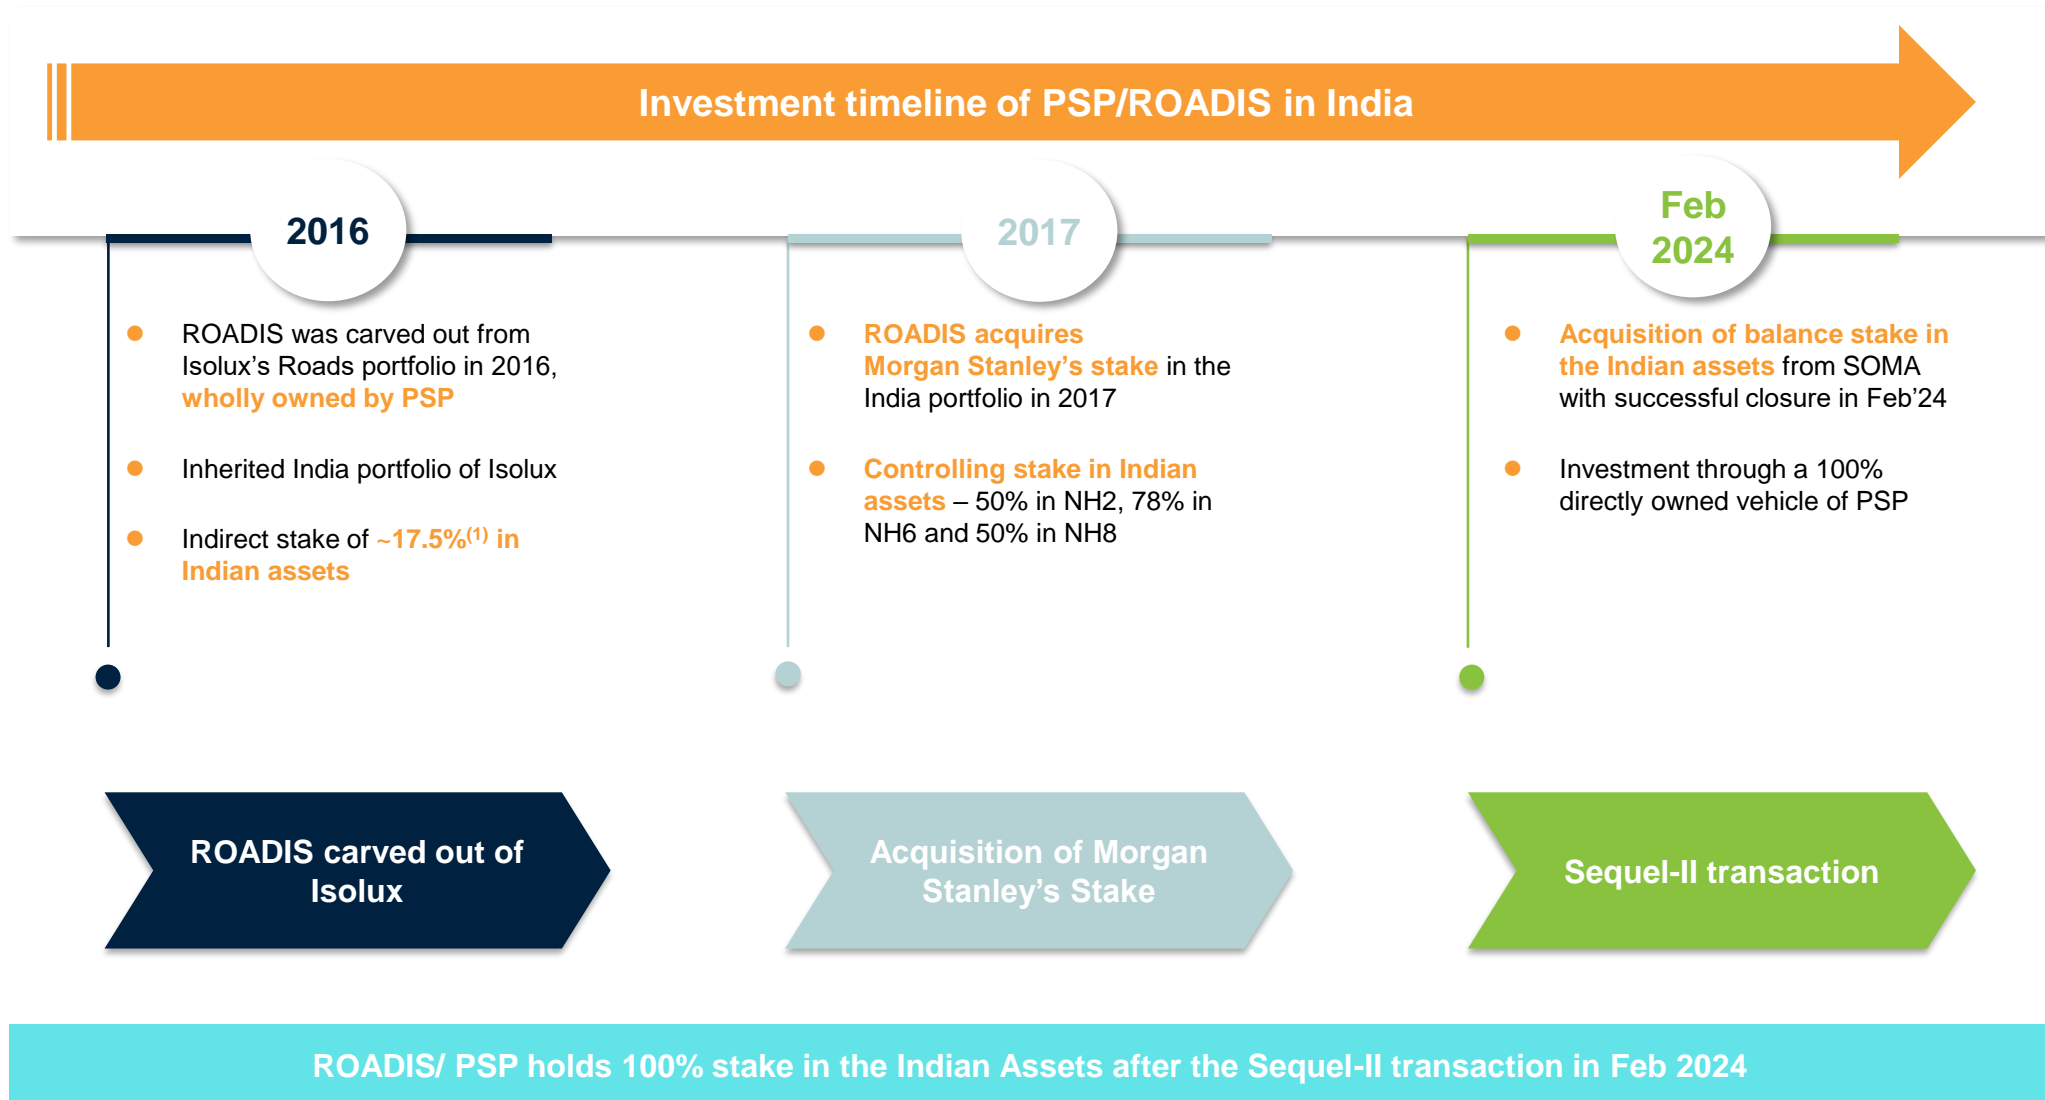 Investment timeline of PSP/ROADIS in India
2016
ROADIS was carved out from
Isolux’s Roads portfolio in 2016,
wholly owned by PSP
Inherited India portfolio of Isolux
Indirect stake of ~17.5%(1) in
Indian assets
2017
ROADIS acquires
Morgan Stanley’s stake in the
India portfolio in 2017
Controlling stake in Indian
assets – 50% in NH2, 78% in
NH6 and 50% in NH8
Feb
2024
Acquisition of balance stake in
the Indian assets from SOMA
with successful closure in Feb’24
Investment through a 100%
directly owned vehicle of PSP
ROADIS carved out of
Isolux
Acquisition of Morgan
Stanley’s Stake
Sequel-II transaction
ROADIS/ PSP holds 100% stake in the Indian Assets after the Sequel-II transaction in Feb 2024